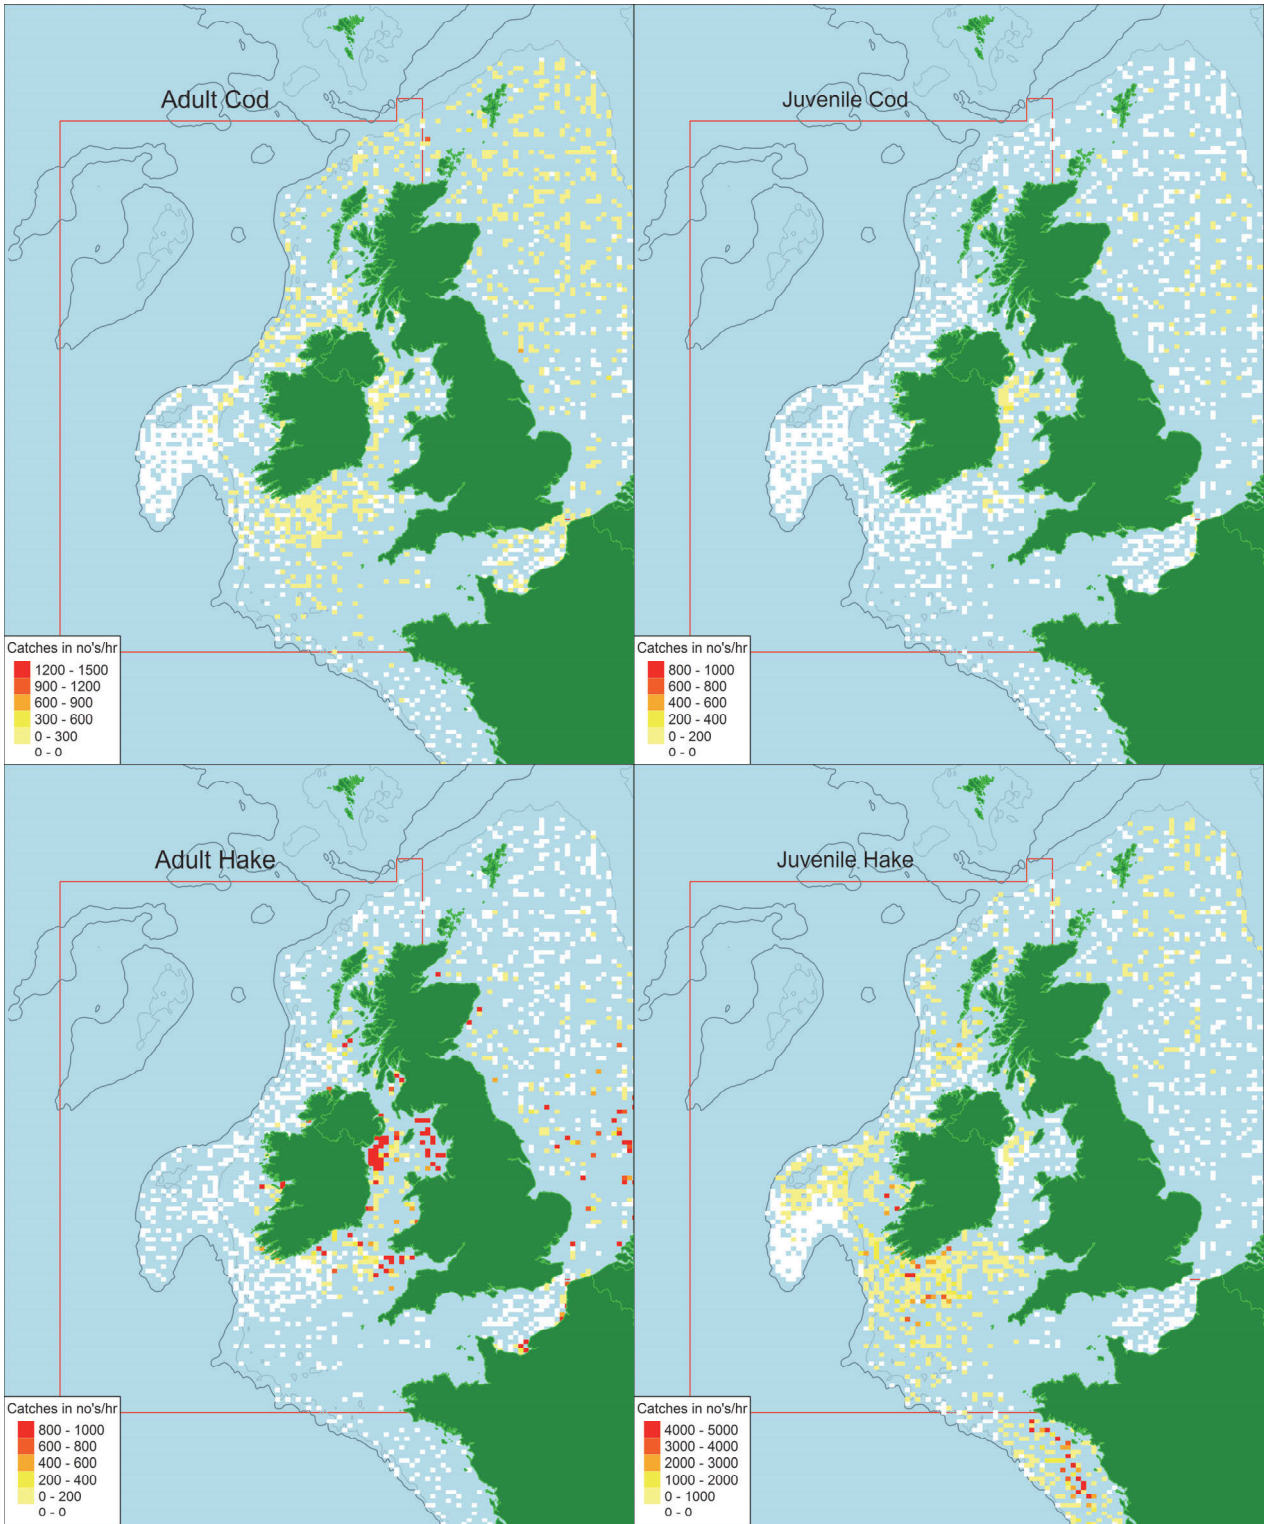 Adult Cod
Catches in no's/hr
1200 - 1500
900 - 1200
600 - 900
300 - 600
0 - 300
0 - 0
Juvenile Cod
Catches in no's/hr
800 - 1000
600 - 800
400 - 600
200 - 400
0 - 200
0 - 0
Adult Hake
Catches in no's/hr
800 - 1000
600 - 800
400 - 600
200 - 400
0 - 200
0 - 0
Juvenile Hake
Catches in no's/hr
4000 - 5000
3000 - 4000
2000 - 3000
1000 - 2000
0 - 1000
0 - 0